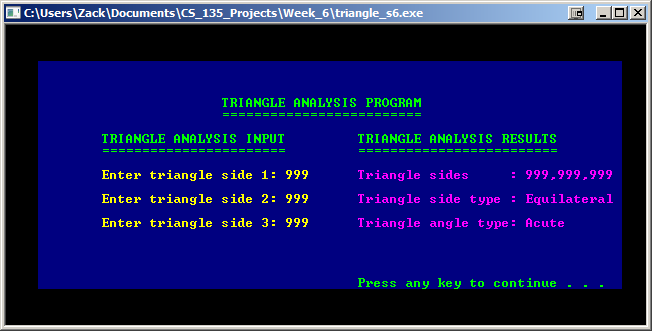 C:\Users\Zack\Documents\CS_135_Projects\Week_6\triangle_s6.exe
TRIANGLE ANALYSIS PROGRAM
=========================
TRIANGLE ANALYSIS INPUT
=======================
Enter triangle side 1: 999
Enter triangle side 2: 999
Enter triangle side 3: 999
TRIANGLE ANALYSIS RESULTS
=========================
Triangle sides     : 999,999,999
Triangle side type : Equilateral
Triangle angle type: Acute
Press any key to continue . . .